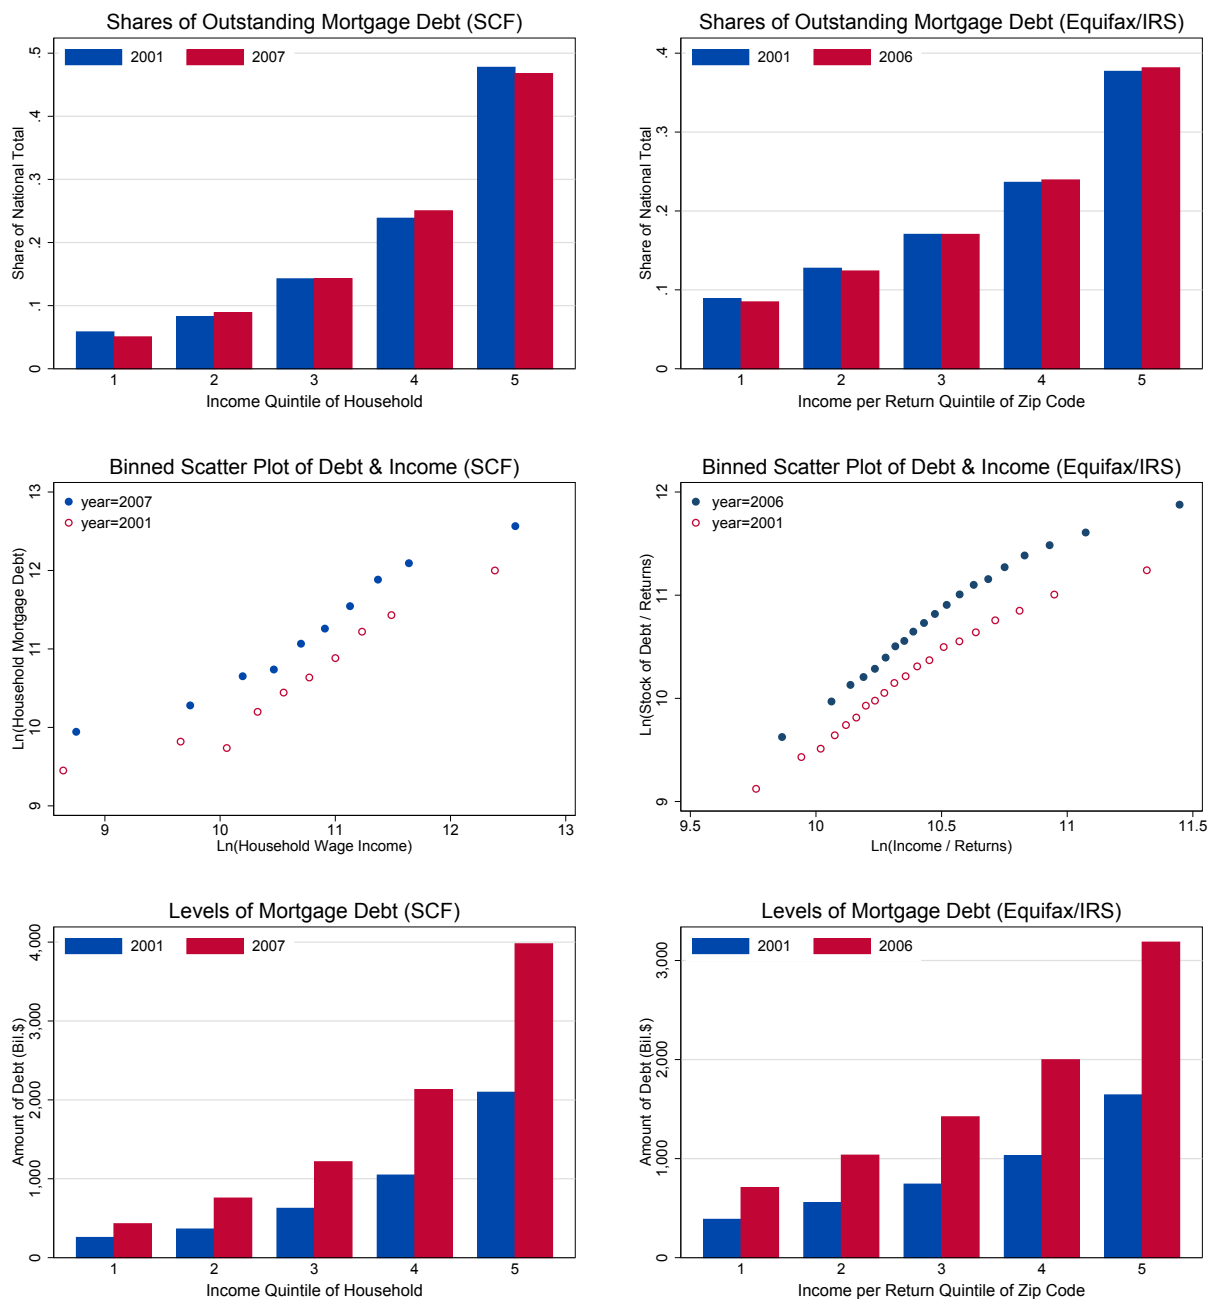 Shares of Outstanding Mortgage Debt (SCF)
2001 2007
Share of National Total
0 .1 .2 .3 .4 .5
1 2 3 4 5
Income Quintile of Household
Shares of Outstanding Mortgage Debt (Equifax/IRS)
2001 2006
Share of National Total
0 .1 .2 .3 .4
1 2 3 4 5
Income per Return Quintile of Zip Code
Binned Scatter Plot of Debt & Income (SCF)
year=2007
year=2001
Ln(Household Mortgage Debt)
9 10 11 12 13
9 10 11 12 13
Ln(Household Wage Income)
Binned Scatter Plot of Debt & Income (Equifax/IRS)
year=2006
year=2001
Ln(Stock of Debt / Returns)
9 10 11 12
9.5 10 10.5 11 11.5
Ln(Income / Returns)
Levels of Mortgage Debt (SCF)
2001 2007
Amount of Debt (Bil.$)
0 1,000 2,000 3,000 4,000
1 2 3 4 5
Income Quintile of Household
Levels of Mortgage Debt (Equifax/IRS)
2001 2006
Amount of Debt (Bil.$)
0 1,000 2,000 3,000
1 2 3 4 5
Income per Return Quintile of Zip Code